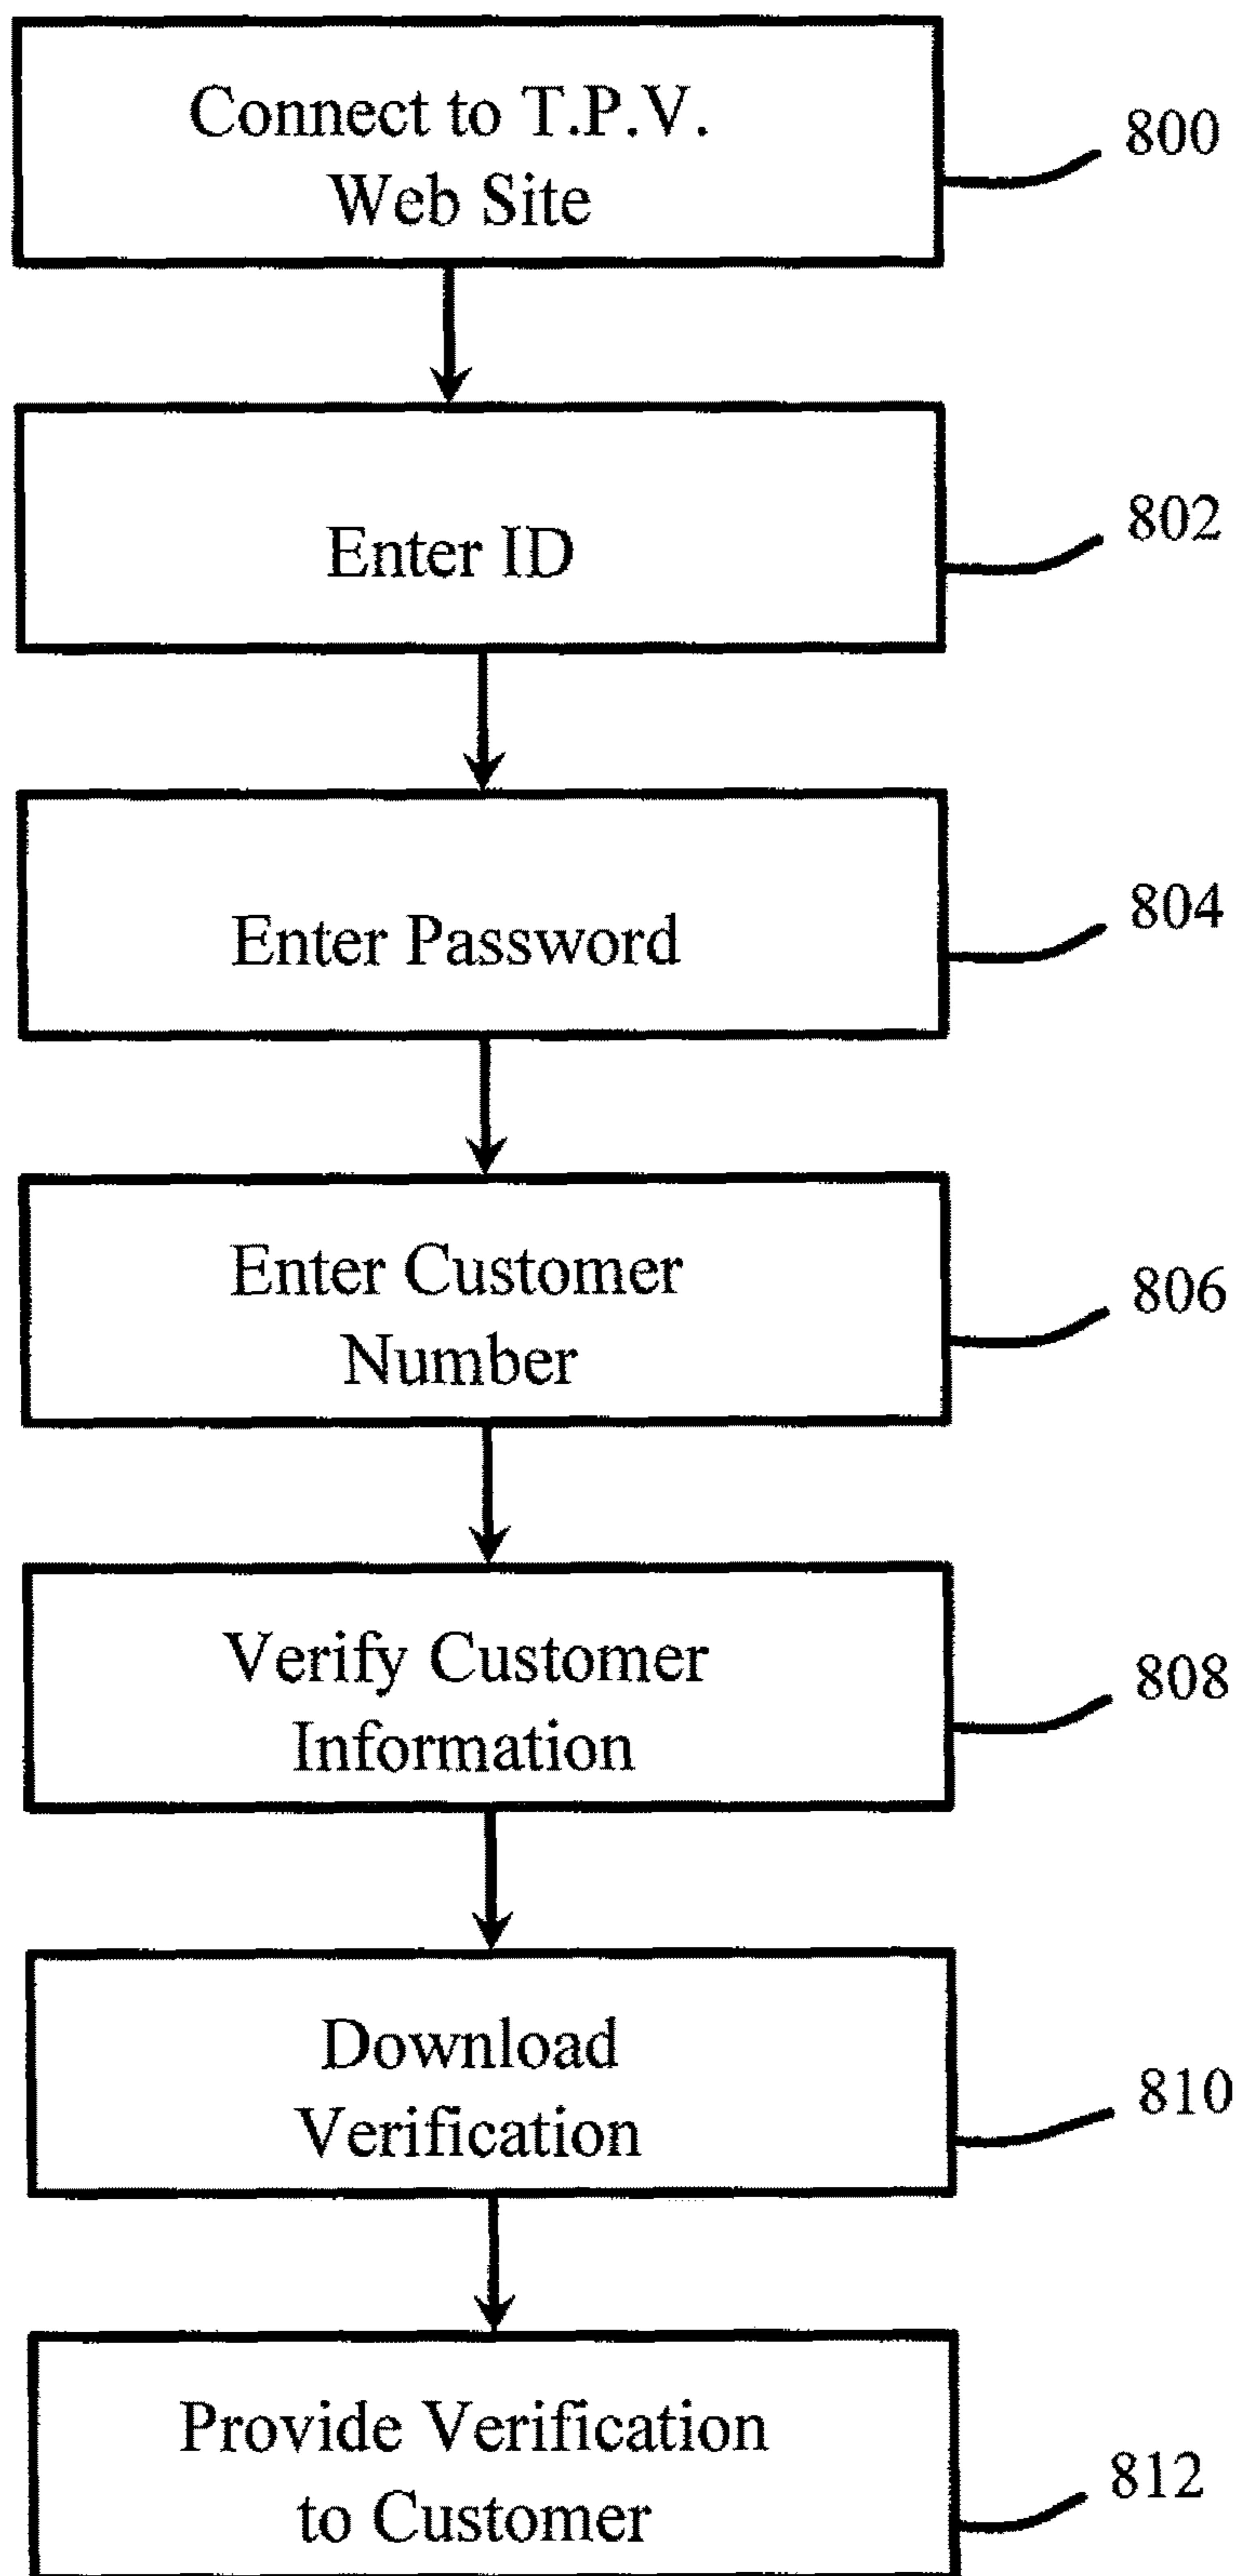 Connect to T.P.V.
Web Site
800
Enter ID
802
Enter Password
804
Enter Customer
Number
806
Verify Customer
Information
808
Download
Verification
810
Provide Verification
to Customer
812